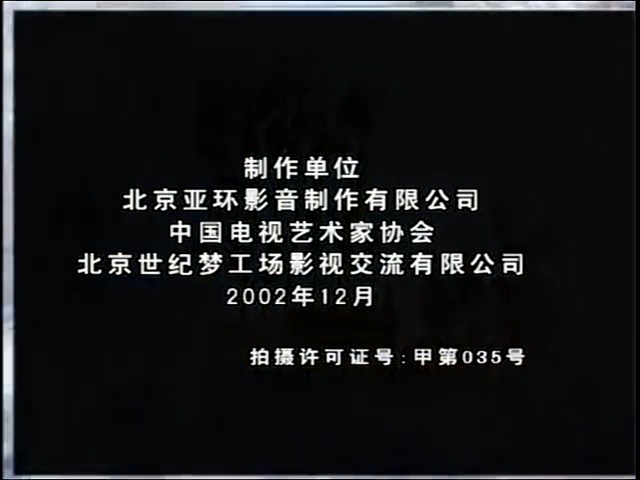 制作单位
北京亚环影音制作有限公司
中国电视艺术家协会
北京世纪梦工场影视交流有限公司
2002年12月
拍摄许可证号:甲第035号